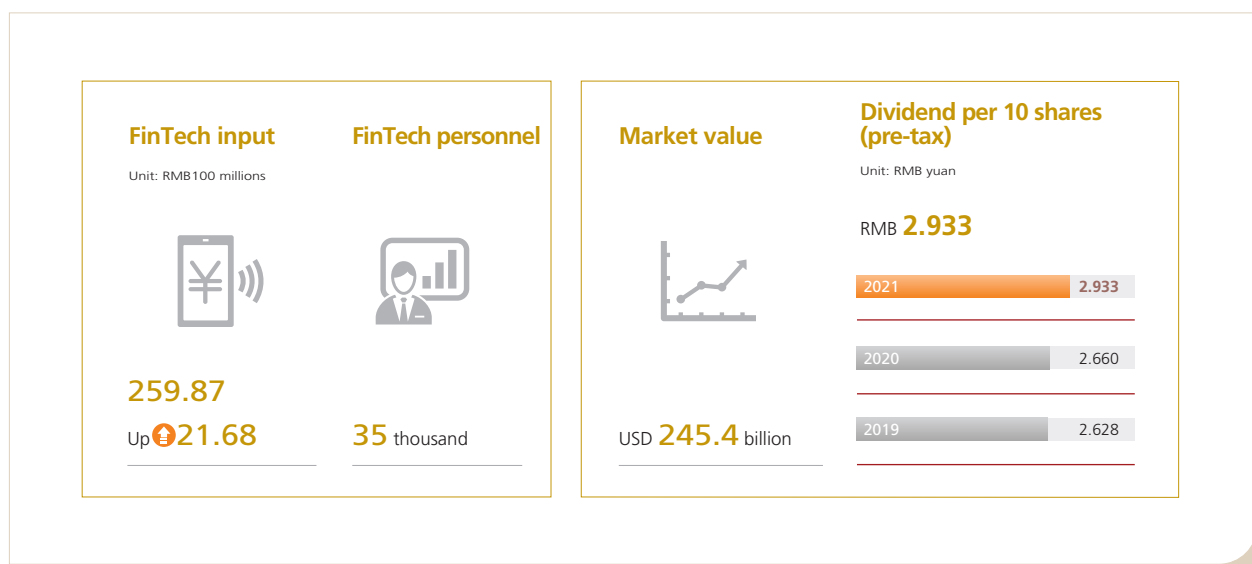 FinTech input
Unit: RMB100 millions
259.87
Up 21.68
FinTech personnel
35 thousand
Market value
USD 245.4 billion
Dividend per 10 shares
(pre-tax)
Unit: RMB yuan
RMB 2.933
2021 2.933
2020 2.660
2019 2.628